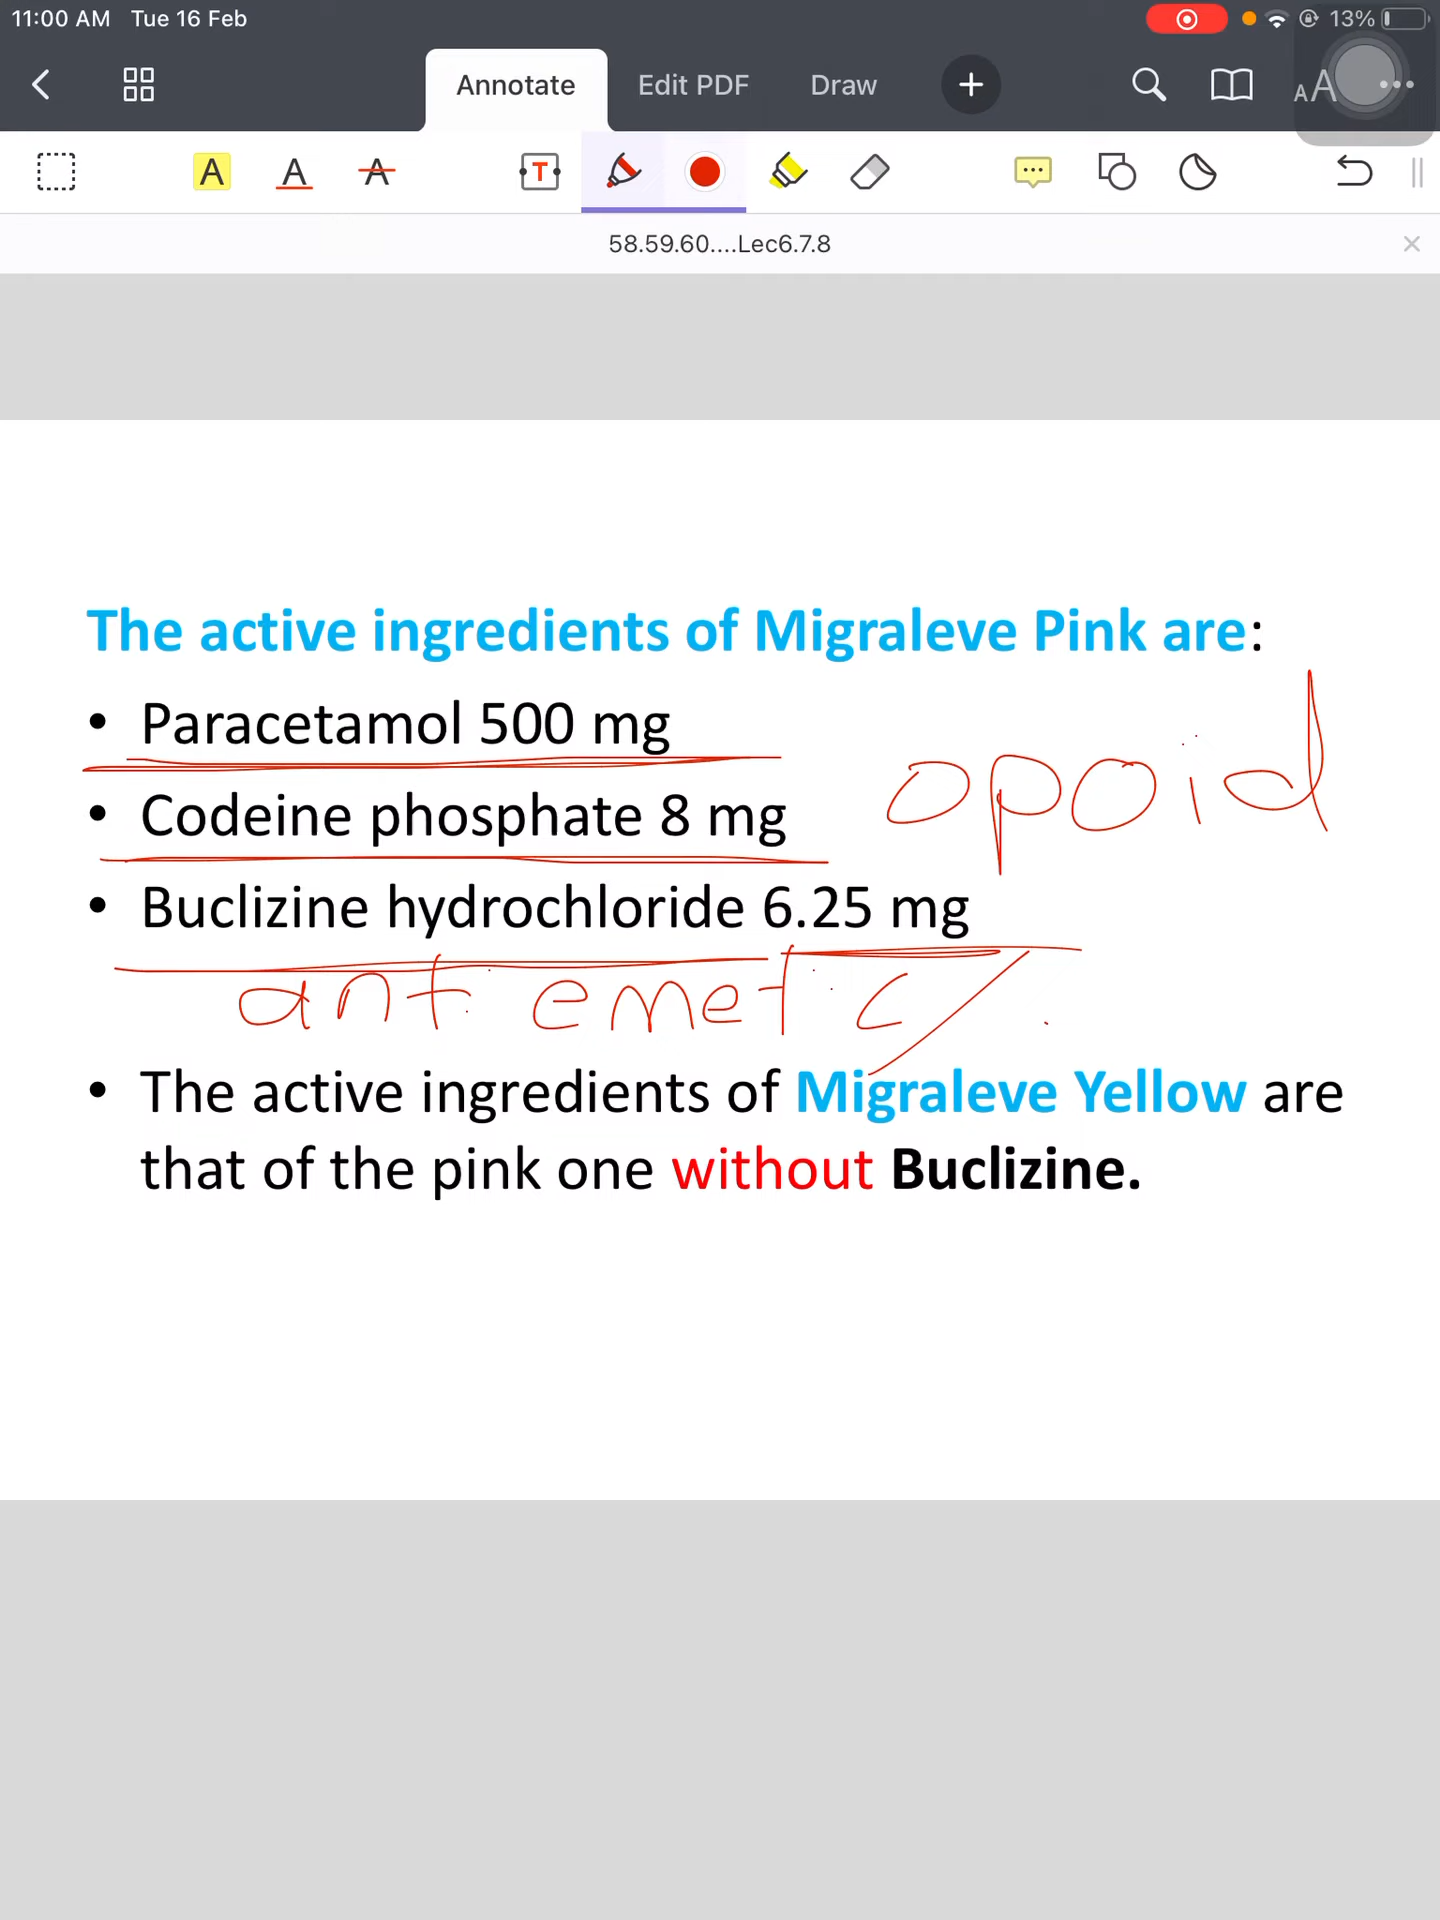 11:00 AM Tue 16 Feb 13%
Annotate Edit PDF Draw
58.59.60....Lec6.7.8
The active ingredients of Migraleve Pink are:
• Paracetamol 500 mg
opoid
• Codeine phosphate 8 mg
• Buclizine hydrochloride 6.25 mg
anti emetic
• The active ingredients of Migraleve Yellow are
that of the pink one without Buclizine.